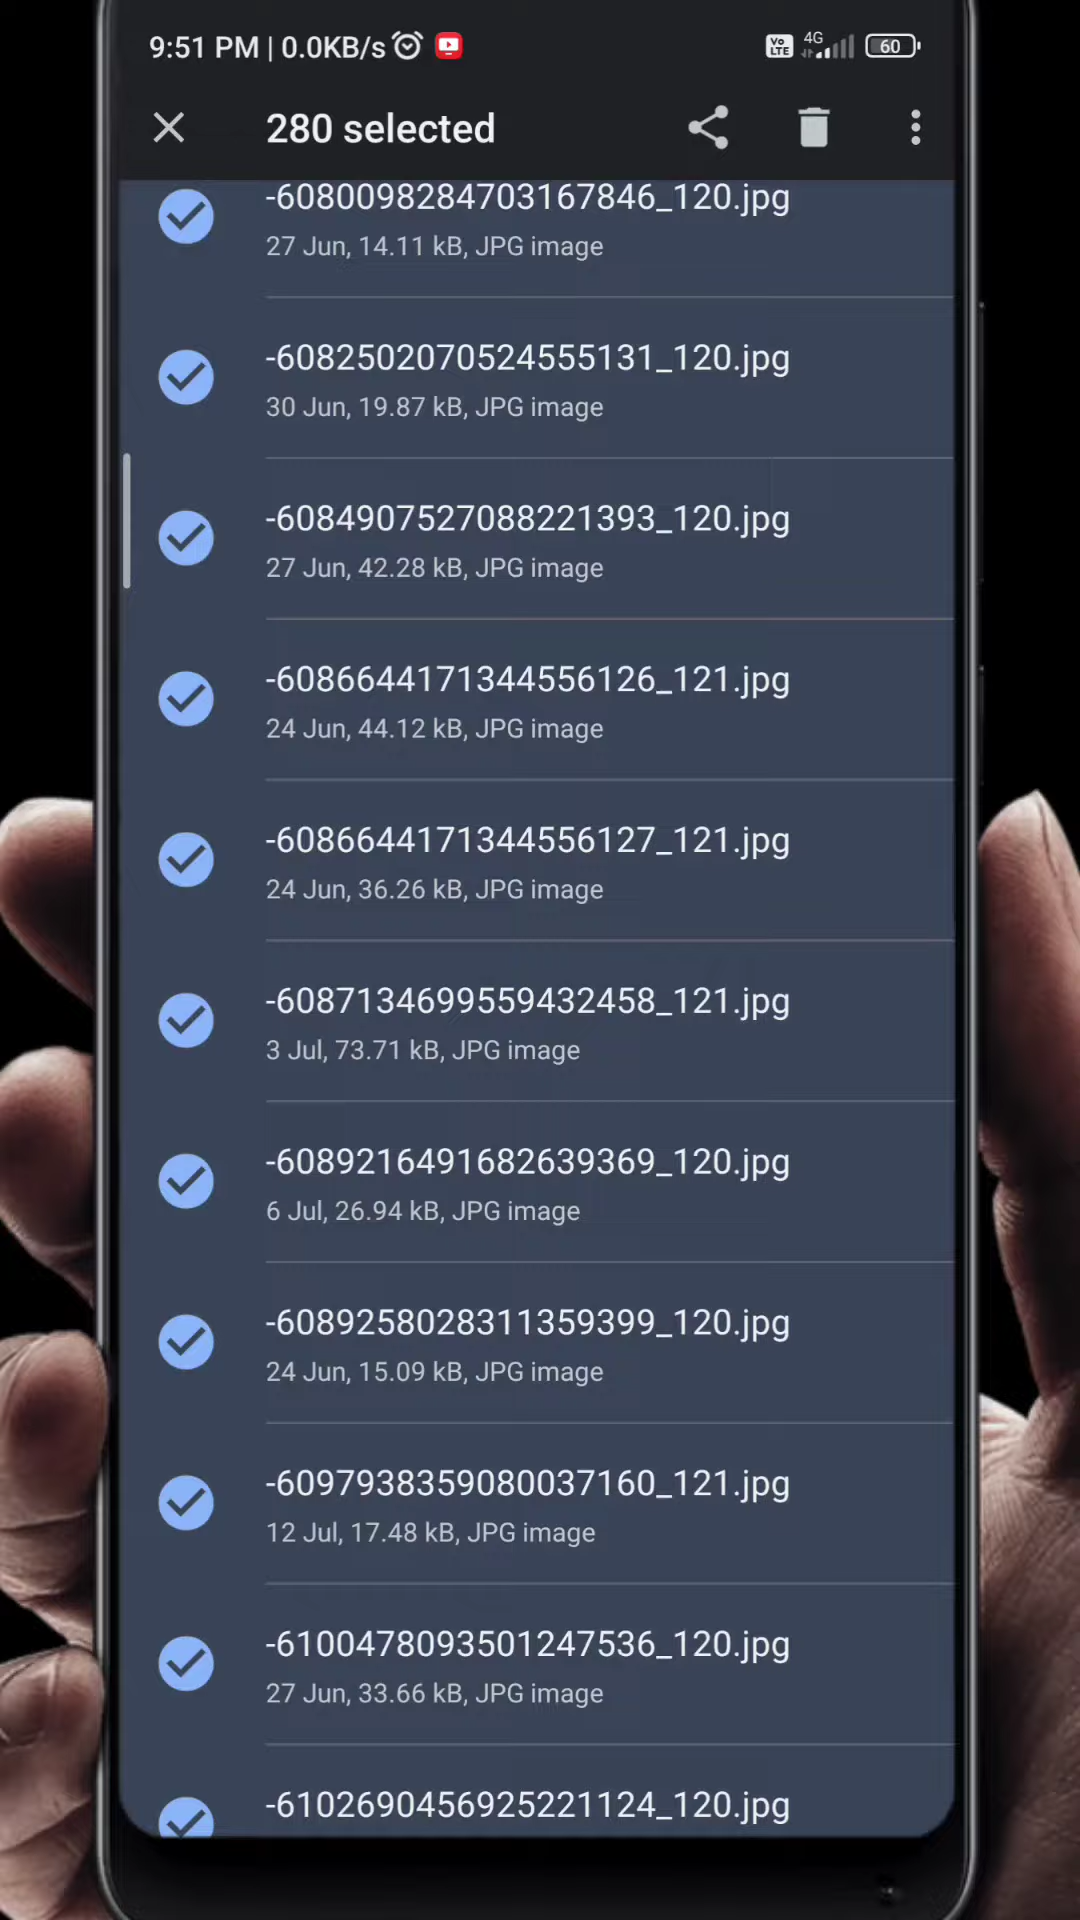 9:51 PM | 0.0KB/s Vo LTE 4G 60
280 selected
-6080098284703167846_120.jpg
27 Jun, 14.11 kB, JPG image
-6082502070524555131_120.jpg
30 Jun, 19.87 kB, JPG image
-6084907527088221393_120.jpg
27 Jun, 42.28 kB, JPG image
-6086644171344556126_121.jpg
24 Jun, 44.12 kB, JPG image
-6086644171344556127_121.jpg
24 Jun, 36.26 kB, JPG image
-6087134699559432458_121.jpg
3 Jul, 73.71 kB, JPG image
-6089216491682639369_120.jpg
6 Jul, 26.94 kB, JPG image
-6089258028311359399_120.jpg
24 Jun, 15.09 kB, JPG image
-6097938359080037160_121.jpg
12 Jul, 17.48 kB, JPG image
-6100478093501247536_120.jpg
27 Jun, 33.66 kB, JPG image
-6102690456925221124_120.jpg